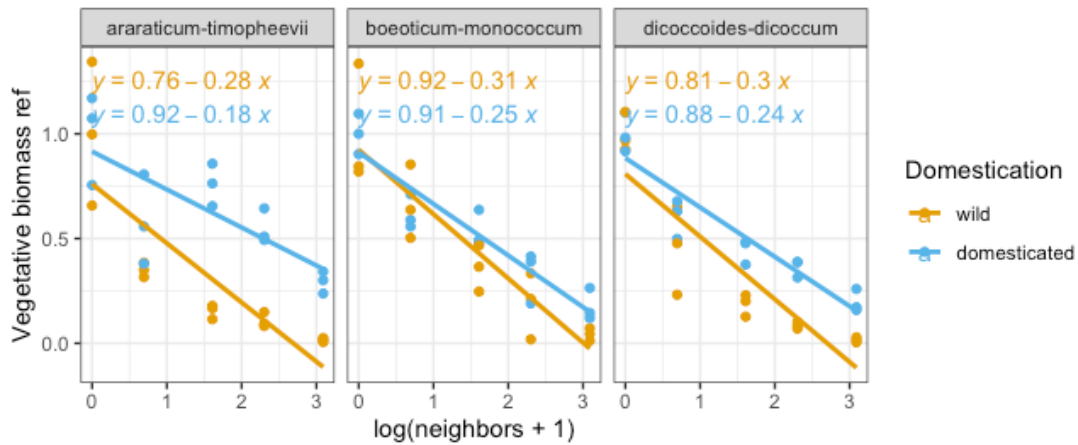 araraticum-timopheevii
boeoticum-monococcum
dicoccoides-dicoccum
y = 0.76 – 0.28 x
y = 0.92 – 0.18 x
y = 0.92 – 0.31 x
y = 0.91 – 0.25 x
y = 0.81 – 0.3 x
y = 0.88 – 0.24 x
Vegetative biomass ref
1.0
0.5
0.0
0 1 2 3
0 1 2 3
0 1 2 3
log(neighbors + 1)
Domestication
a wild
a domesticated